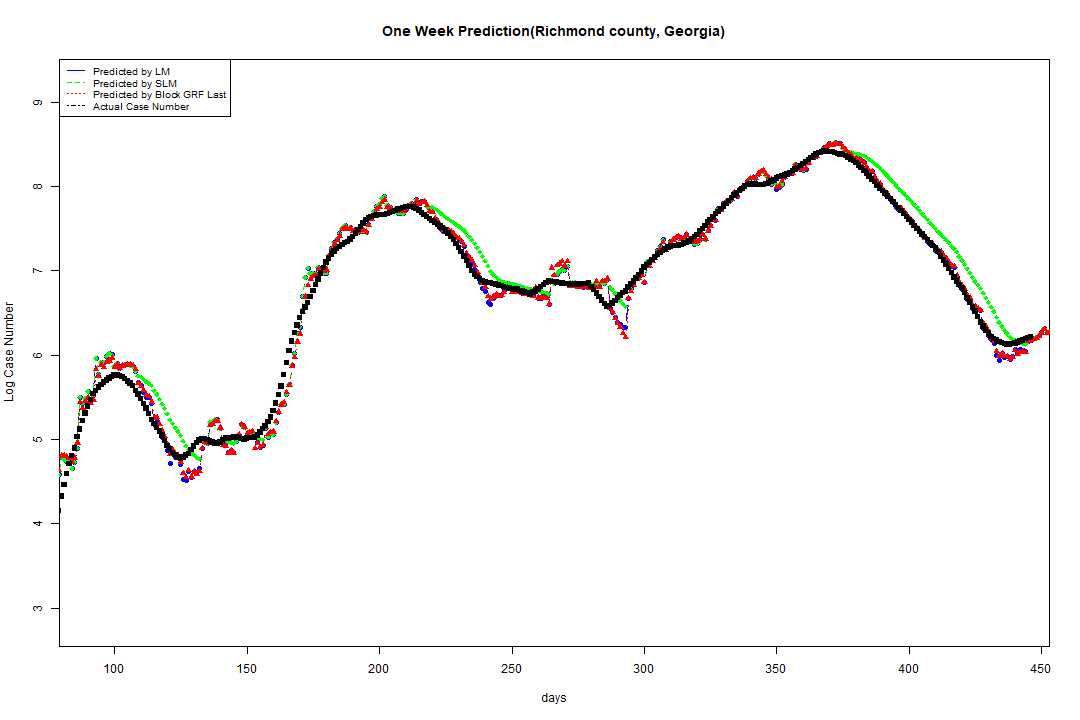 One Week Prediction(Richmond county, Georgia)
Predicted by LM
Predicted by SLM
Predicted by Block GRF Last
Actual Case Number
9
8
7
6
5
4
3
Log Case Number
100 150 200 250 300 350 400 450
days